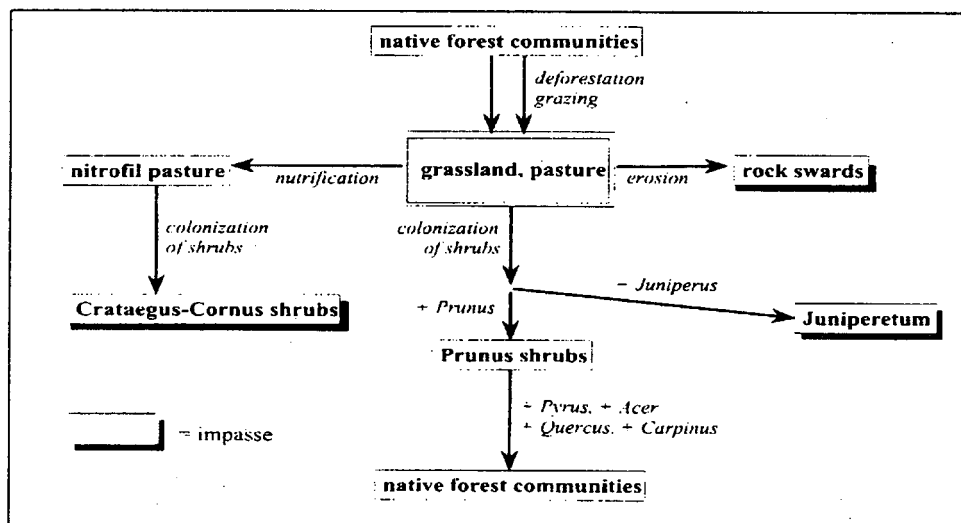 native forest communities
deforestation
grazing
nitrofil pasture
nutrification
grassland, pasture
erosion
rock swards
colonization
of shrubs
colonization
of shrubs
Crataegus-Cornus shrubs
+ Prunus
– Juniperus
Juniperetum
Prunus shrubs
– Pyrus. + Acer
+ Quercus. + Carpinus
= impasse
native forest communities